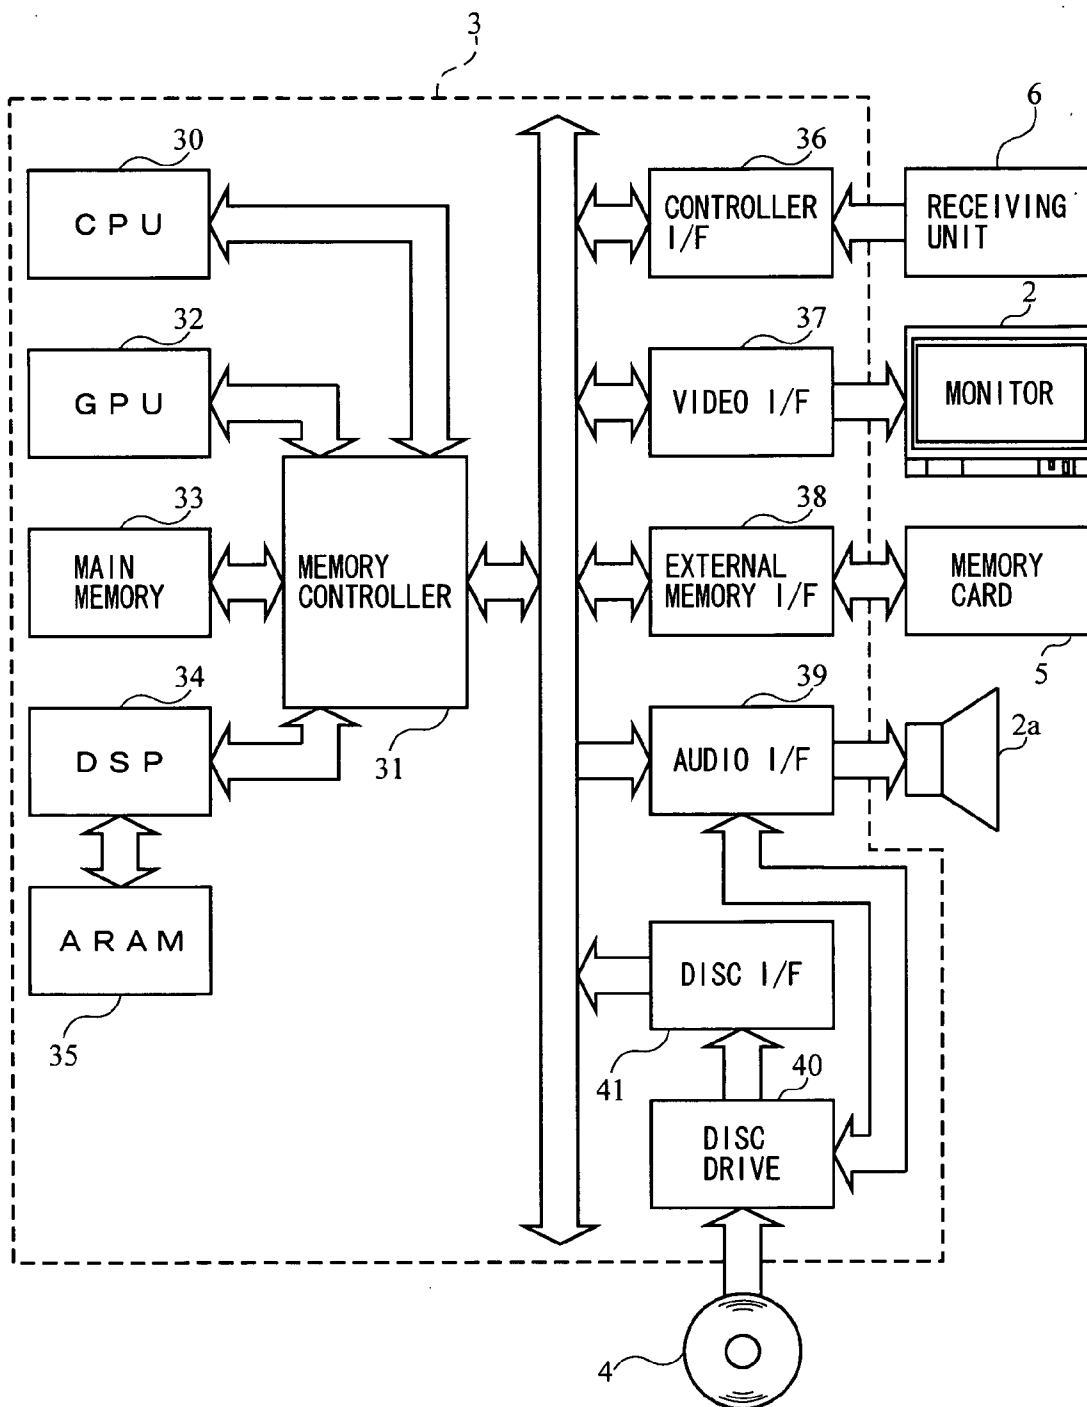 3
30
CPU
36
CONTROLLER
I/F
6
RECEIVING
UNIT
32
GPU
37
VIDEO I/F
2
MONITOR
33
MAIN
MEMORY
MEMORY
CONTROLLER
31
38
EXTERNAL
MEMORY I/F
MEMORY
CARD
5
34
DSP
39
AUDIO I/F
2a
ARAM
35
DISC I/F
41
40
DISC
DRIVE
4